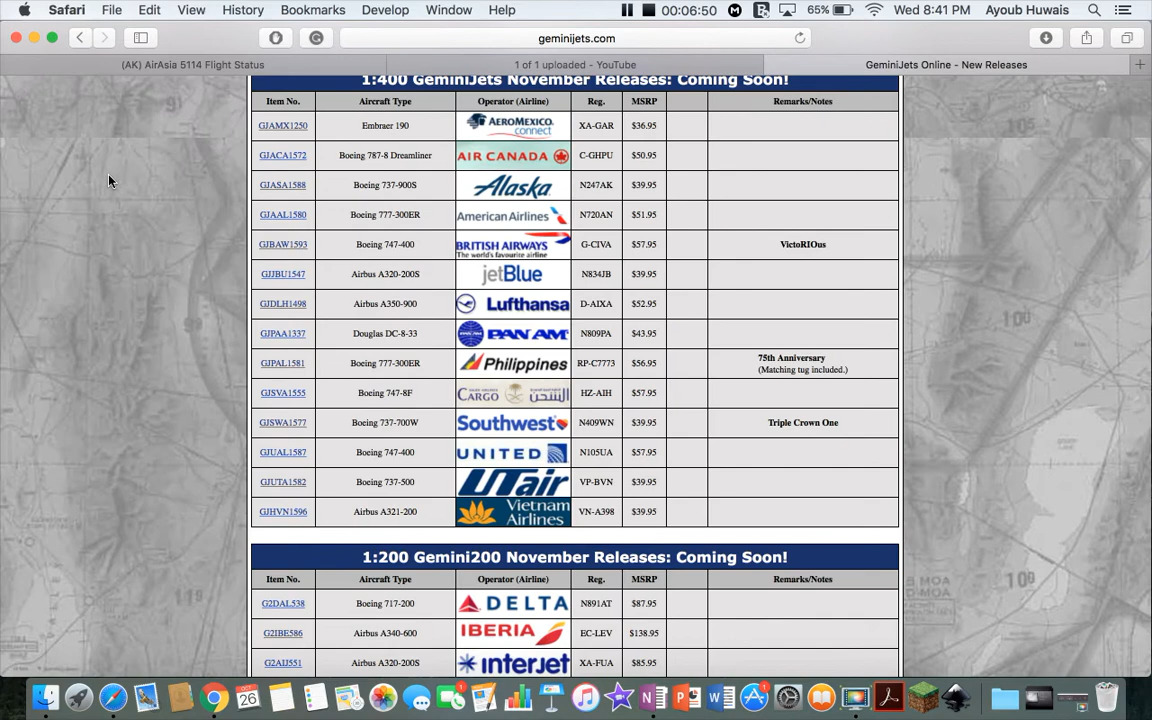 Safari File Edit View History Bookmarks Develop Window Help 00:06:50 65% Wed 8:41 PM Ayoub Huwais
geminijets.com
(AK) AirAsia 5114 Flight Status 1 of 1 uploaded - YouTube GeminiJets Online - New Releases
1:400 GeminiJets November Releases: Coming Soon!
Item No. Aircraft Type Operator (Airline) Reg. MSRP Remarks/Notes
GJAMX1250 Embraer 190 AEROMEXICO connect XA-GAR $36.95
GJACA1572 Boeing 787-8 Dreamliner AIR CANADA C-GHPU $50.95
GJASA1588 Boeing 737-900S Alaska N247AK $39.95
GJAAL1580 Boeing 777-300ER American Airlines N720AN $51.95
GJBAW1593 Boeing 747-400 BRITISH AIRWAYS The world's favourite airline G-CIVA $57.95 VictoRIOus
GJJBU1547 Airbus A320-200S jetBlue N834JB $39.95
GJDLH1498 Airbus A350-900 Lufthansa D-AIXA $52.95
GJPAA1337 Douglas DC-8-33 PAN AM N809PA $43.95
GJPAL1581 Boeing 777-300ER Philippines RP-C7773 $56.95 75th Anniversary
(Matching tug included.)
GJSVA1555 Boeing 747-8F CARGO الشحن HZ-AIH $57.95
GJSWA1577 Boeing 737-700W Southwest N409WN $39.95 Triple Crown One
GJUAL1587 Boeing 747-400 UNITED N105UA $57.95
GJUTA1582 Boeing 737-500 UTair VP-BVN $39.95
GJHVN1596 Airbus A321-200 Vietnam Airlines VN-A398 $39.95
1:200 Gemini200 November Releases: Coming Soon!
Item No. Aircraft Type Operator (Airline) Reg. MSRP Remarks/Notes
G2DAL538 Boeing 717-200 DELTA N891AT $87.95
G2IBE586 Airbus A340-600 IBERIA EC-LEV $138.95
G2AIJ551 Airbus A320-200S interjet XA-FUA $85.95